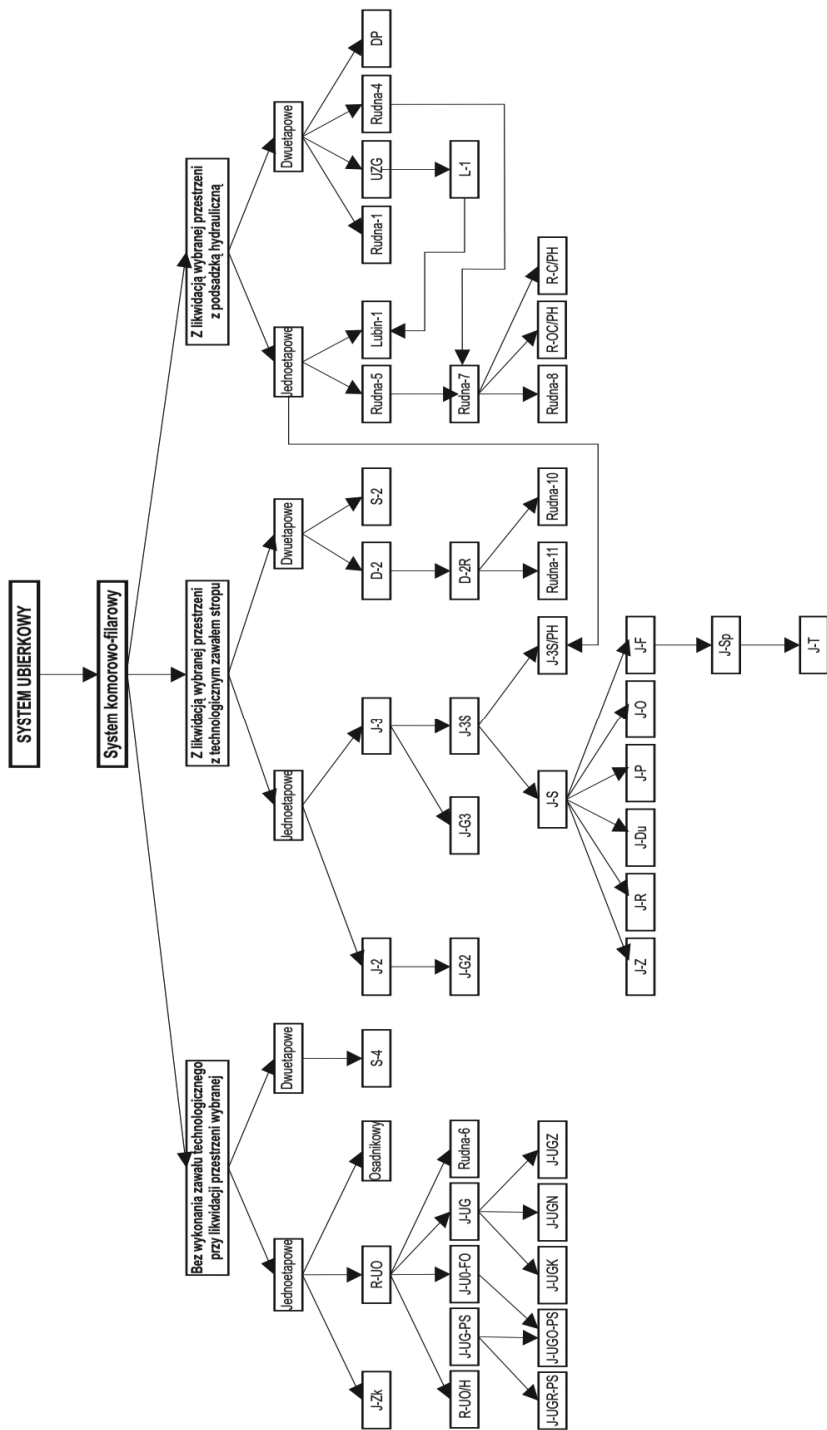 SYSTEM UBIERKOWY
System komorowo-filarowy
Bez wykonania zawału technologicznego
przy likwidacji przestrzeni wybranej
Z likwidacją wybranej przestrzeni
z technologicznym zawałem stropu
Z likwidacją wybranej przestrzeni
z podsadzką hydrauliczną
Jednoetapowe
Dwuetapowe
Jednoetapowe
Dwuetapowe
Jednoetapowe
Dwuetapowe
J-Zk
R-UO
Osadnikowy
S-4
J-2
J-3
D-2
S-2
Rudna-5
Lubin-1
Rudna-1
UZG
Rudna-4
DP
R-UO/H
J-UG-PS
J-U0-FO
J-UG
Rudna-6
J-G2
J-G3
J-3S
D-2R
Rudna-7
L-1
J-UGR-PS
J-UGO-PS
J-UGK
J-UGN
J-UGZ
J-S
J-3S/PH
Rudna-11
Rudna-10
Rudna-8
R-OC/PH
R-C/PH
J-Z
J-R
J-Du
J-P
J-O
J-F
J-Sp
J-T